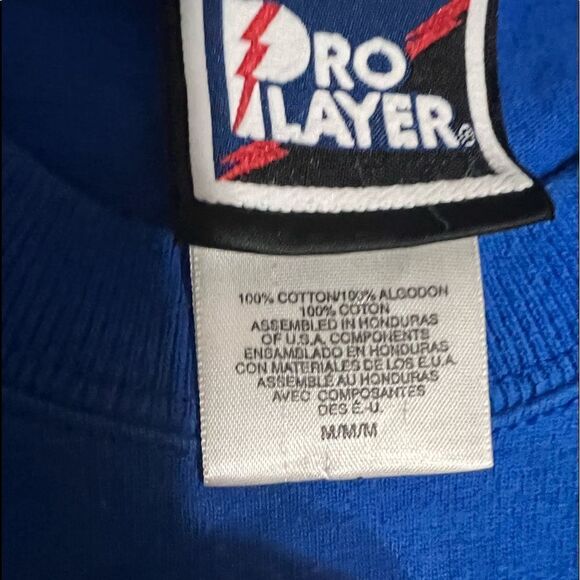 PRO
PLAYER®
100% COTTON/100% ALGODON
100% COTON
ASSEMBLED IN HONDURAS
OF U.S.A. COMPONENTS
ENSAMBLADO EN HONDURAS
CON MATERIALES DE LOS E.U.A.
ASSEMBLÉ AU HONDURAS
AVEC COMPOSANTES
DES É.-U.
M/M/M